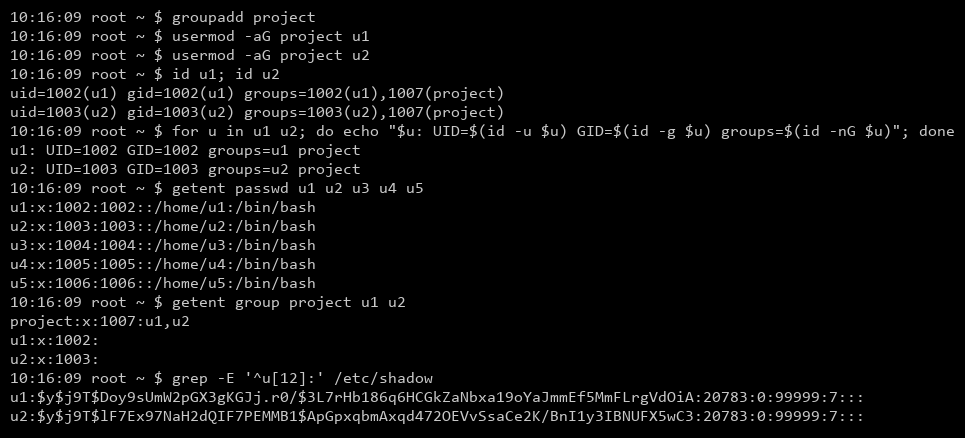 10:16:09 root ~ $ groupadd project
10:16:09 root ~ $ usermod -aG project u1
10:16:09 root ~ $ usermod -aG project u2
10:16:09 root ~ $ id u1; id u2
uid=1002(u1) gid=1002(u1) groups=1002(u1),1007(project)
uid=1003(u2) gid=1003(u2) groups=1003(u2),1007(project)
10:16:09 root ~ $ for u in u1 u2; do echo "$u: UID=$(id -u $u) GID=$(id -g $u) groups=$(id -nG $u)"; done
u1: UID=1002 GID=1002 groups=u1 project
u2: UID=1003 GID=1003 groups=u2 project
10:16:09 root ~ $ getent passwd u1 u2 u3 u4 u5
u1:x:1002:1002::/home/u1:/bin/bash
u2:x:1003:1003::/home/u2:/bin/bash
u3:x:1004:1004::/home/u3:/bin/bash
u4:x:1005:1005::/home/u4:/bin/bash
u5:x:1006:1006::/home/u5:/bin/bash
10:16:09 root ~ $ getent group project u1 u2
project:x:1007:u1,u2
u1:x:1002:
u2:x:1003:
10:16:09 root ~ $ grep -E '^u[12]:' /etc/shadow
u1:$y$j9T$Doy9sUmW2pGX3gKGJj.r0/$3L7rHb186q6HCGkZaNbxa19oYaJmmEf5MmFLrgVdOiA:20783:0:99999:7:::
u2:$y$j9T$lF7Ex97NaH2dQIF7PEMMB1$ApGpxqbmAxqd472OEVvSsaCe2K/BnI1y3IBNUFX5wC3:20783:0:99999:7:::